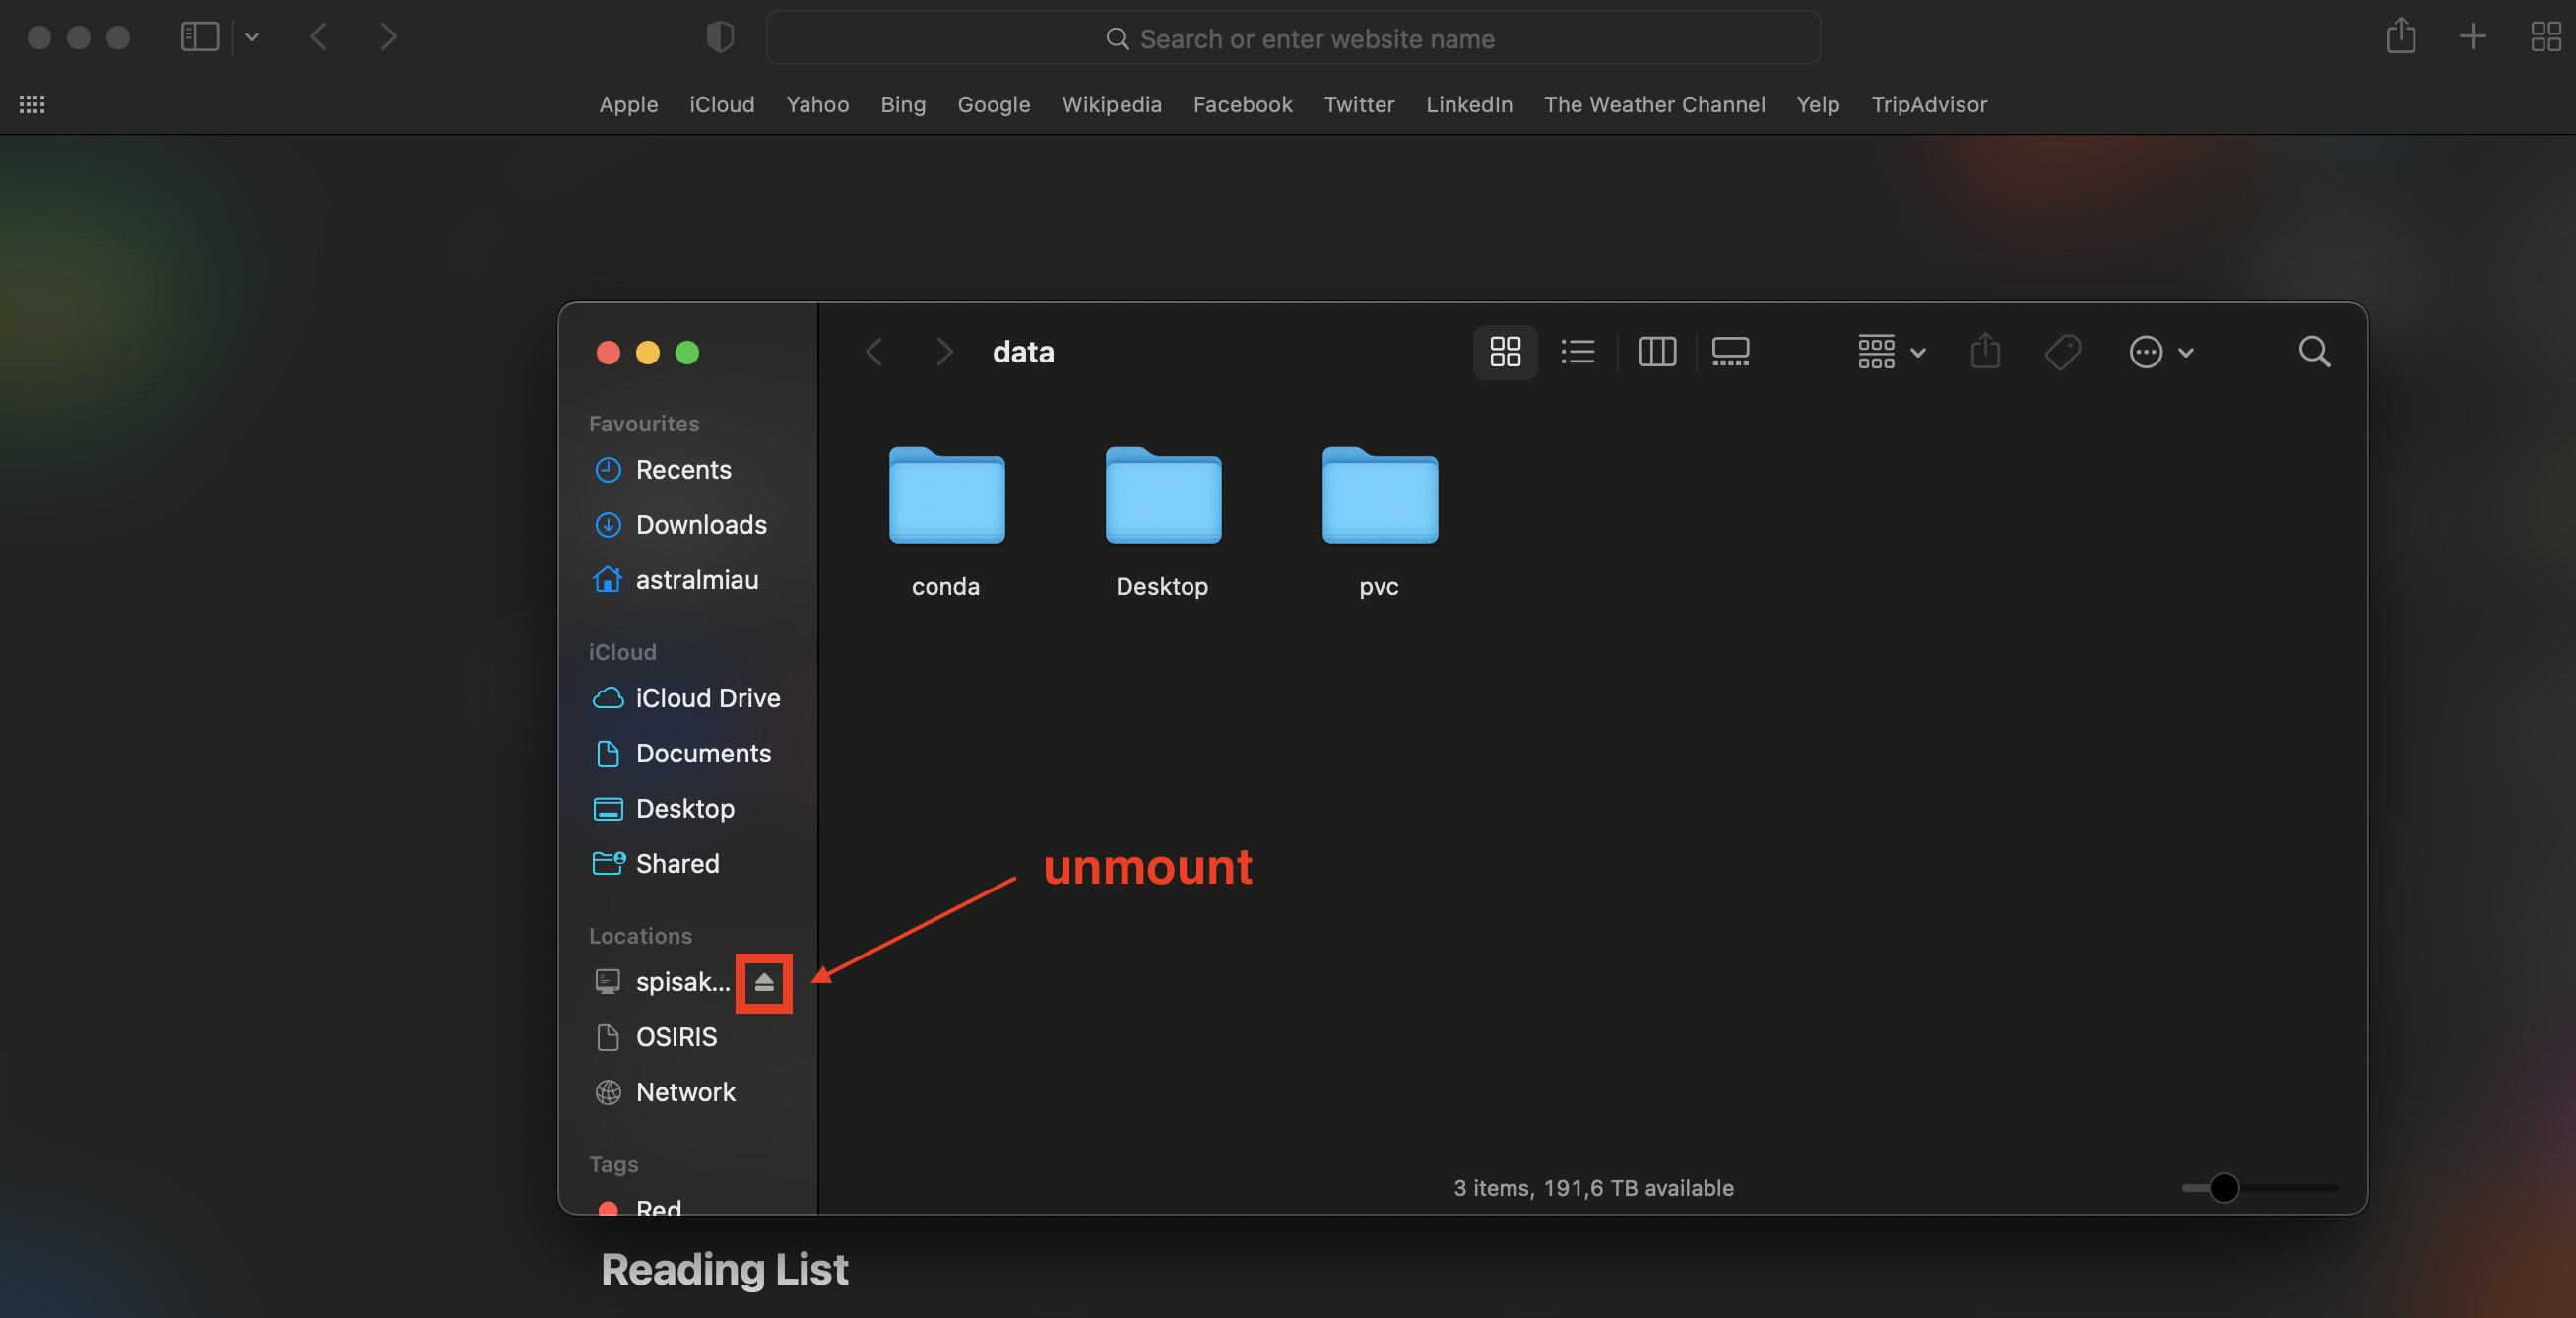 Search or enter website name
Apple iCloud Yahoo Bing Google Wikipedia Facebook Twitter LinkedIn The Weather Channel Yelp TripAdvisor
data
Favourites
Recents
Downloads
astralmiau
iCloud
iCloud Drive
Documents
Desktop
Shared
Locations
spisak...
OSIRIS
Network
Tags
Red
conda Desktop pvc
unmount
3 items, 191,6 TB available
Reading List